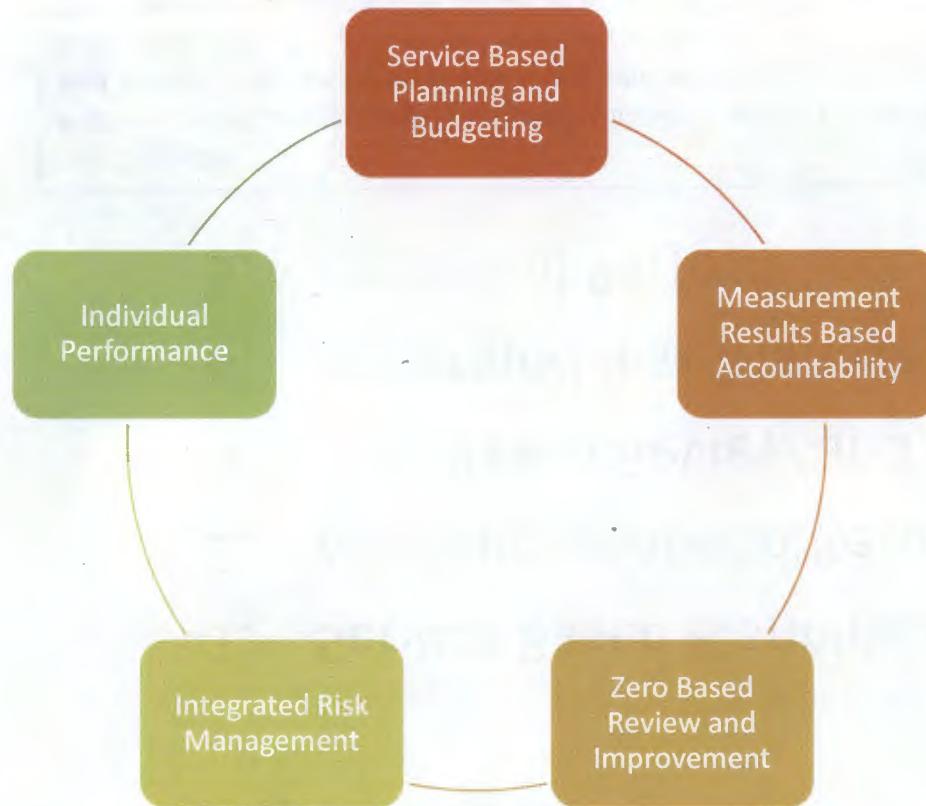 Service Based
Planning and
Budgeting
Measurement
Results Based
Accountability
Zero Based
Review and
Improvement
Integrated Risk
Management
Individual
Performance